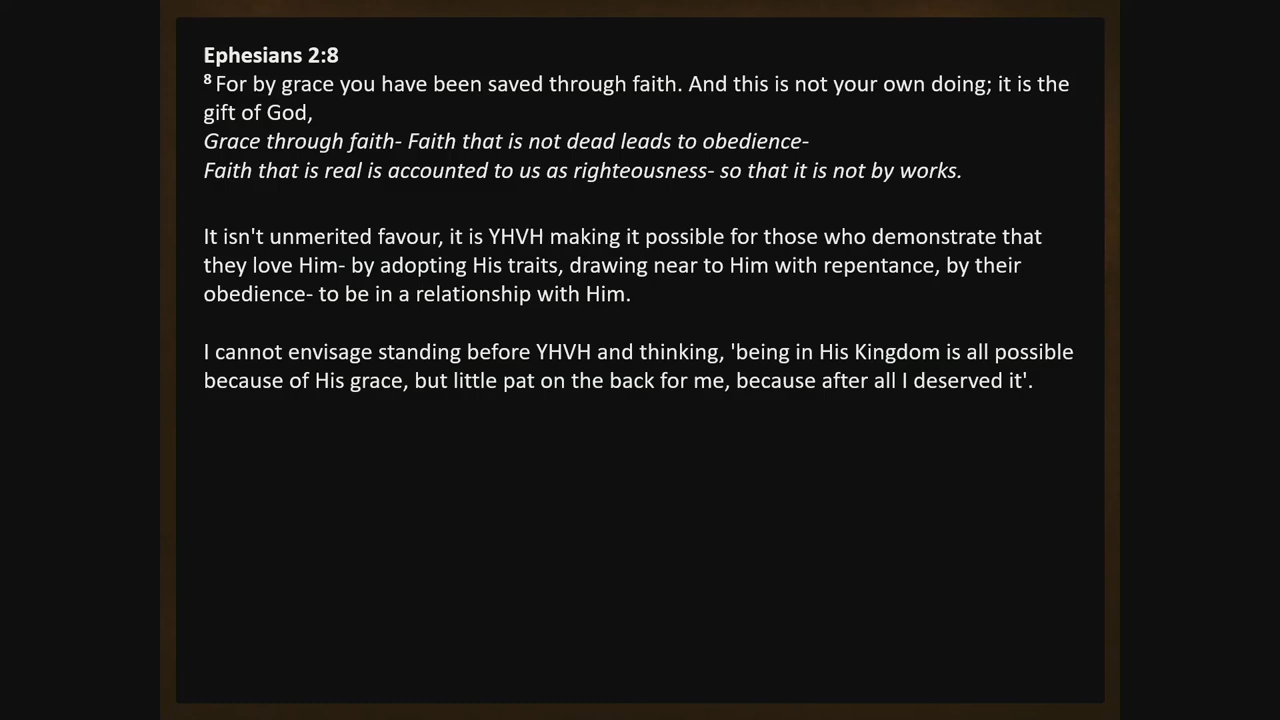 Ephesians 2:8
8 For by grace you have been saved through faith. And this is not your own doing; it is the
gift of God,
Grace through faith- Faith that is not dead leads to obedience-
Faith that is real is accounted to us as righteousness- so that it is not by works.
It isn't unmerited favour, it is YHVH making it possible for those who demonstrate that
they love Him- by adopting His traits, drawing near to Him with repentance, by their
obedience- to be in a relationship with Him.
I cannot envisage standing before YHVH and thinking, 'being in His Kingdom is all possible
because of His grace, but little pat on the back for me, because after all I deserved it'.